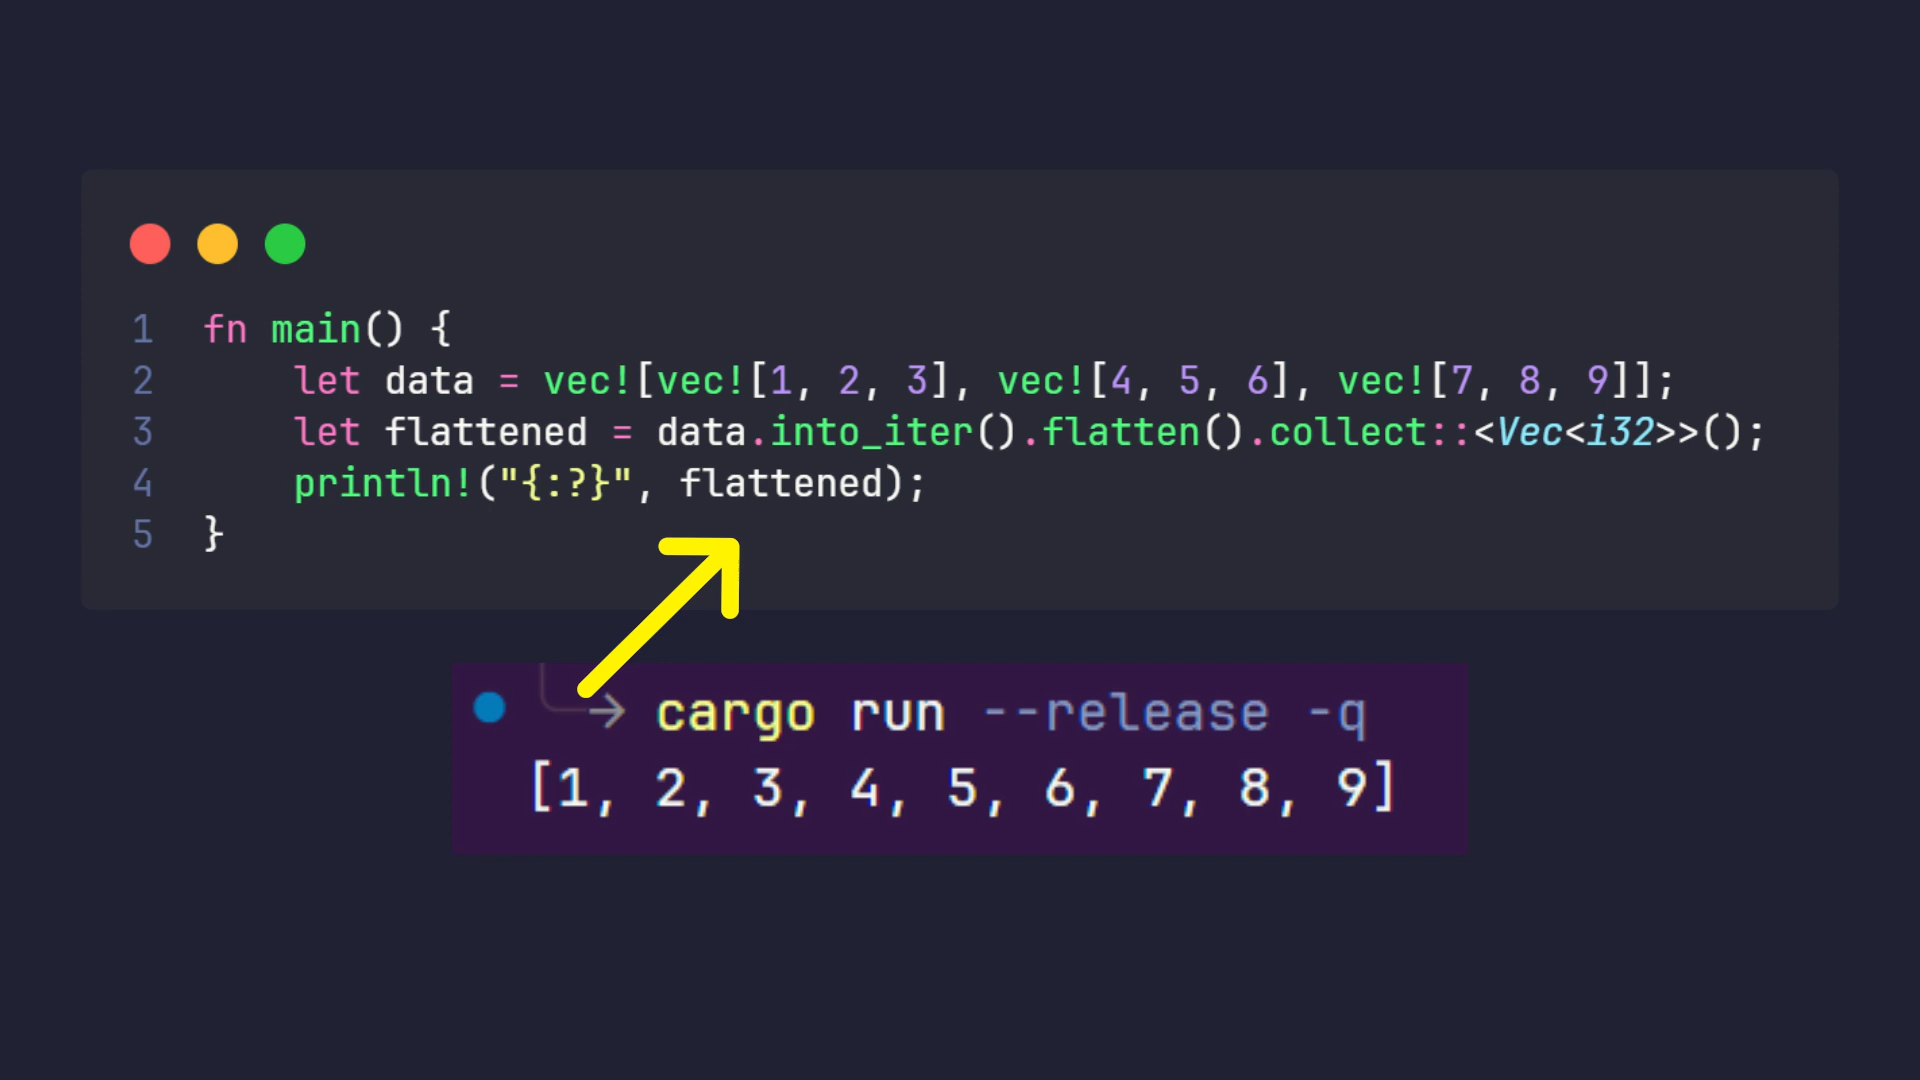 1 fn main() {
2 let data = vec![vec![1, 2, 3], vec![4, 5, 6], vec![7, 8, 9]];
3 let flattened = data.into_iter().flatten().collect::<Vec<i32>>();
4 println!("{:?}", flattened);
5 }
→ cargo run --release -q
[1, 2, 3, 4, 5, 6, 7, 8, 9]